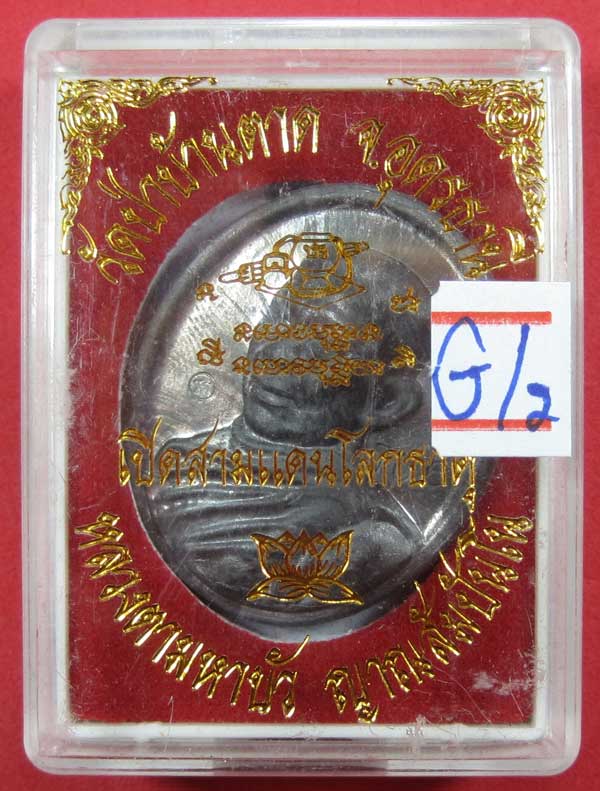 วัดป่าบ้านตาด จ.อุดรธานี
G/2
เปิดสามแดนโลกธาตุ
หลวงตามหาบัว ญาณสัมปันโน